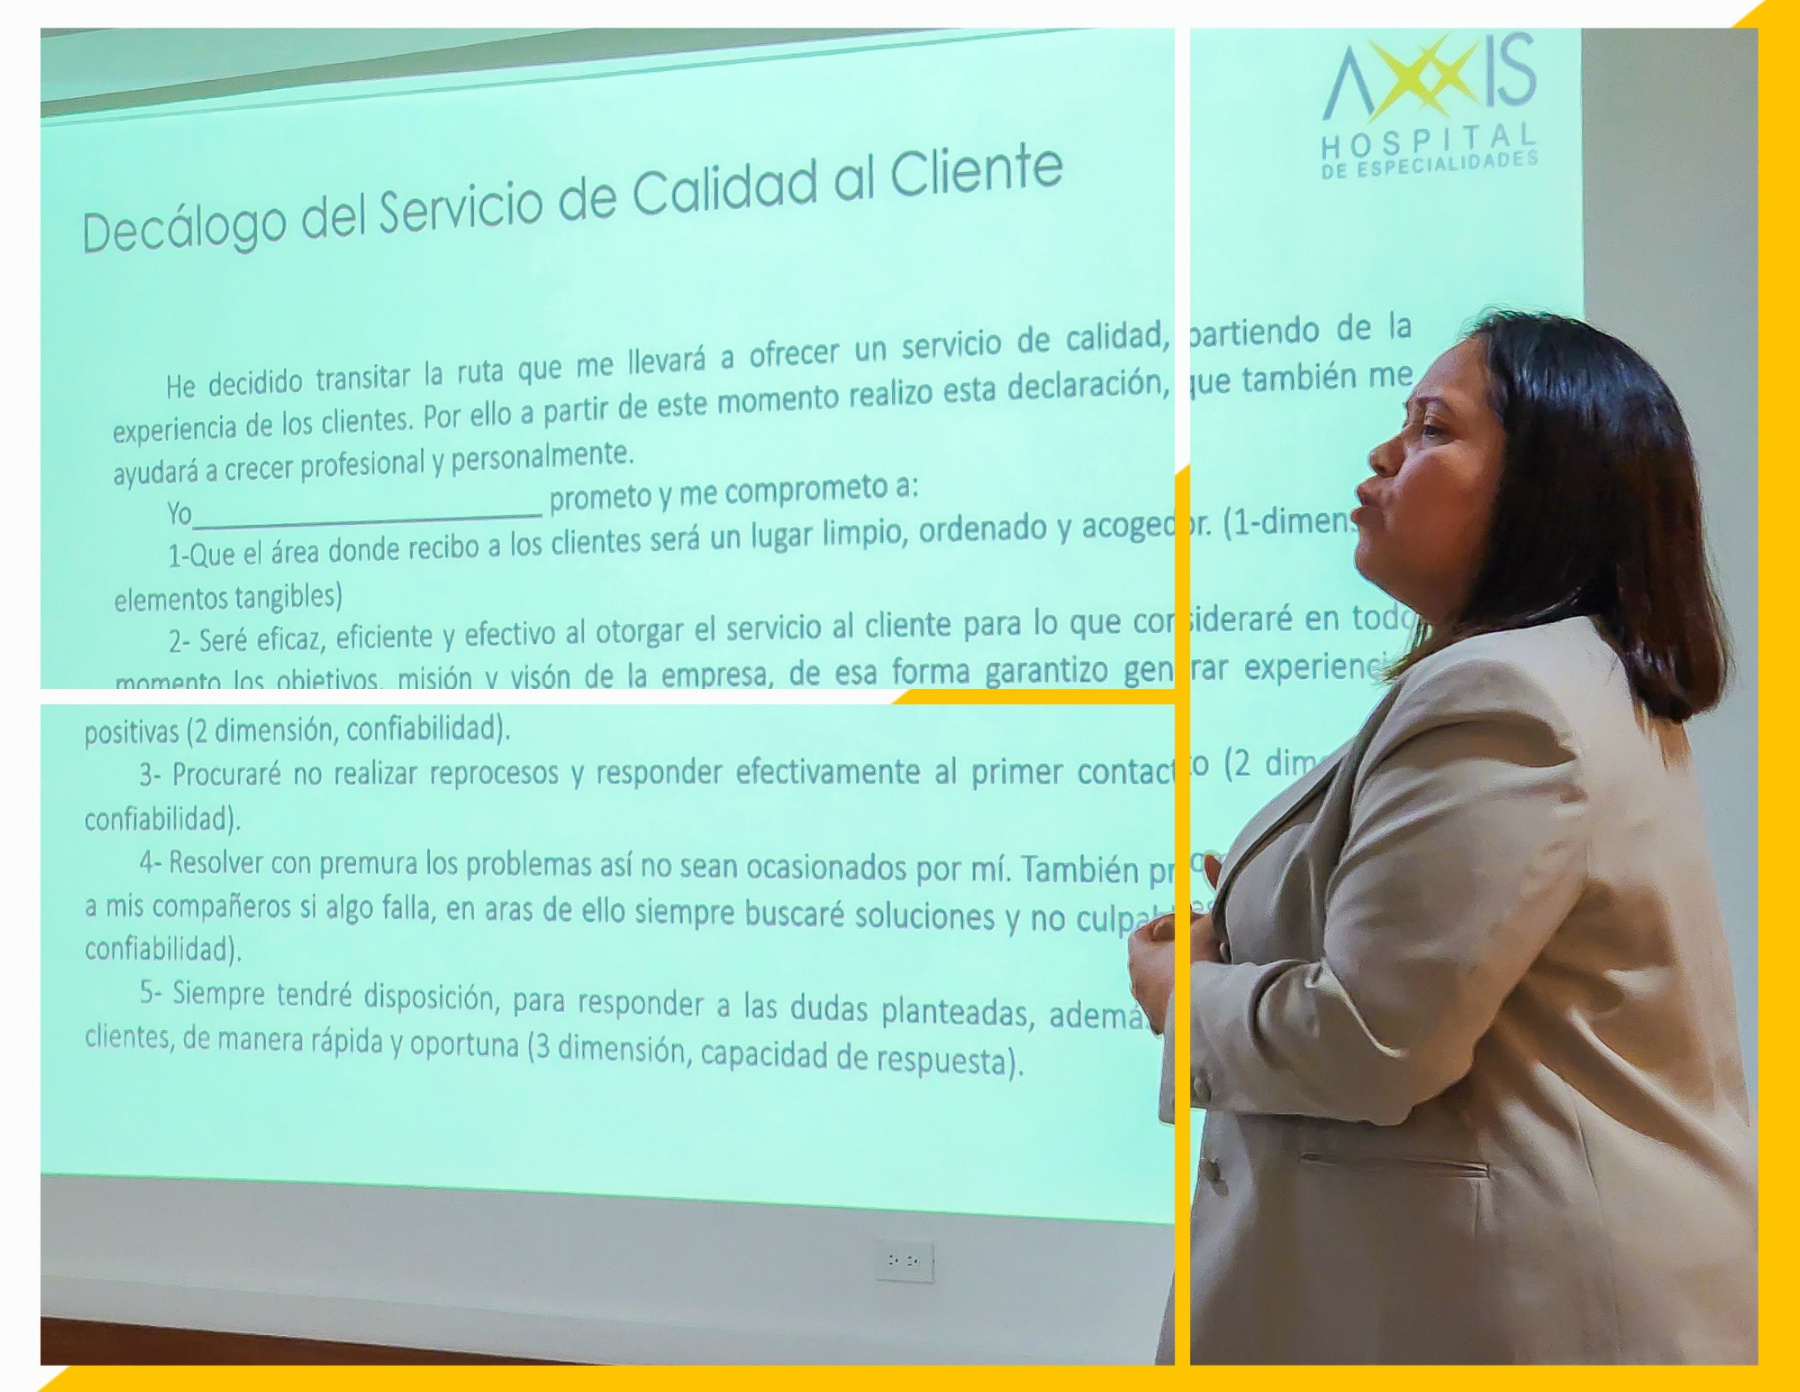 AXXIS
HOSPITAL
DE ESPECIALIDADES
Decálogo del Servicio de Calidad al Cliente
He decidido transitar la ruta que me llevará a ofrecer un servicio de calidad, partiendo de la
experiencia de los clientes. Por ello a partir de este momento realizo esta declaración, que también me
ayudará a crecer profesional y personalmente.
Yo____________________ prometo y me comprometo a:
1-Que el área donde recibo a los clientes será un lugar limpio, ordenado y acogedor. (1-dimens
elementos tangibles)
2- Seré eficaz, eficiente y efectivo al otorgar el servicio al cliente para lo que consideraré en todo
momento los objetivos, misión y visón de la empresa, de esa forma garantizo generar experienci
positivas (2 dimensión, confiabilidad).
3- Procuraré no realizar reprocesos y responder efectivamente al primer contacto (2 dim
confiabilidad).
4- Resolver con premura los problemas así no sean ocasionados por mí. También pr
a mis compañeros si algo falla, en aras de ello siempre buscaré soluciones y no culpa
confiabilidad).
5- Siempre tendré disposición, para responder a las dudas planteadas, además
clientes, de manera rápida y oportuna (3 dimensión, capacidad de respuesta).